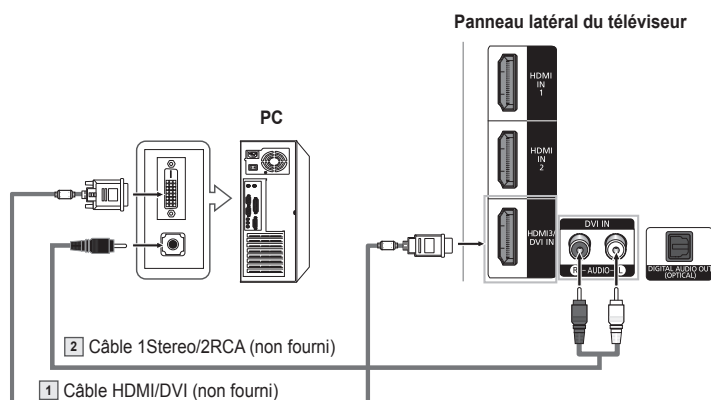 Panneau latéral du téléviseur
PC
HDMI
IN
1
HDMI
IN
2
HDMI3/
DVI IN
DVI IN
R – AUDIO – L
DIGITAL AUDIO OUT
(OPTICAL)
2 Câble 1Stereo/2RCA (non fourni)
1 Câble HDMI/DVI (non fourni)